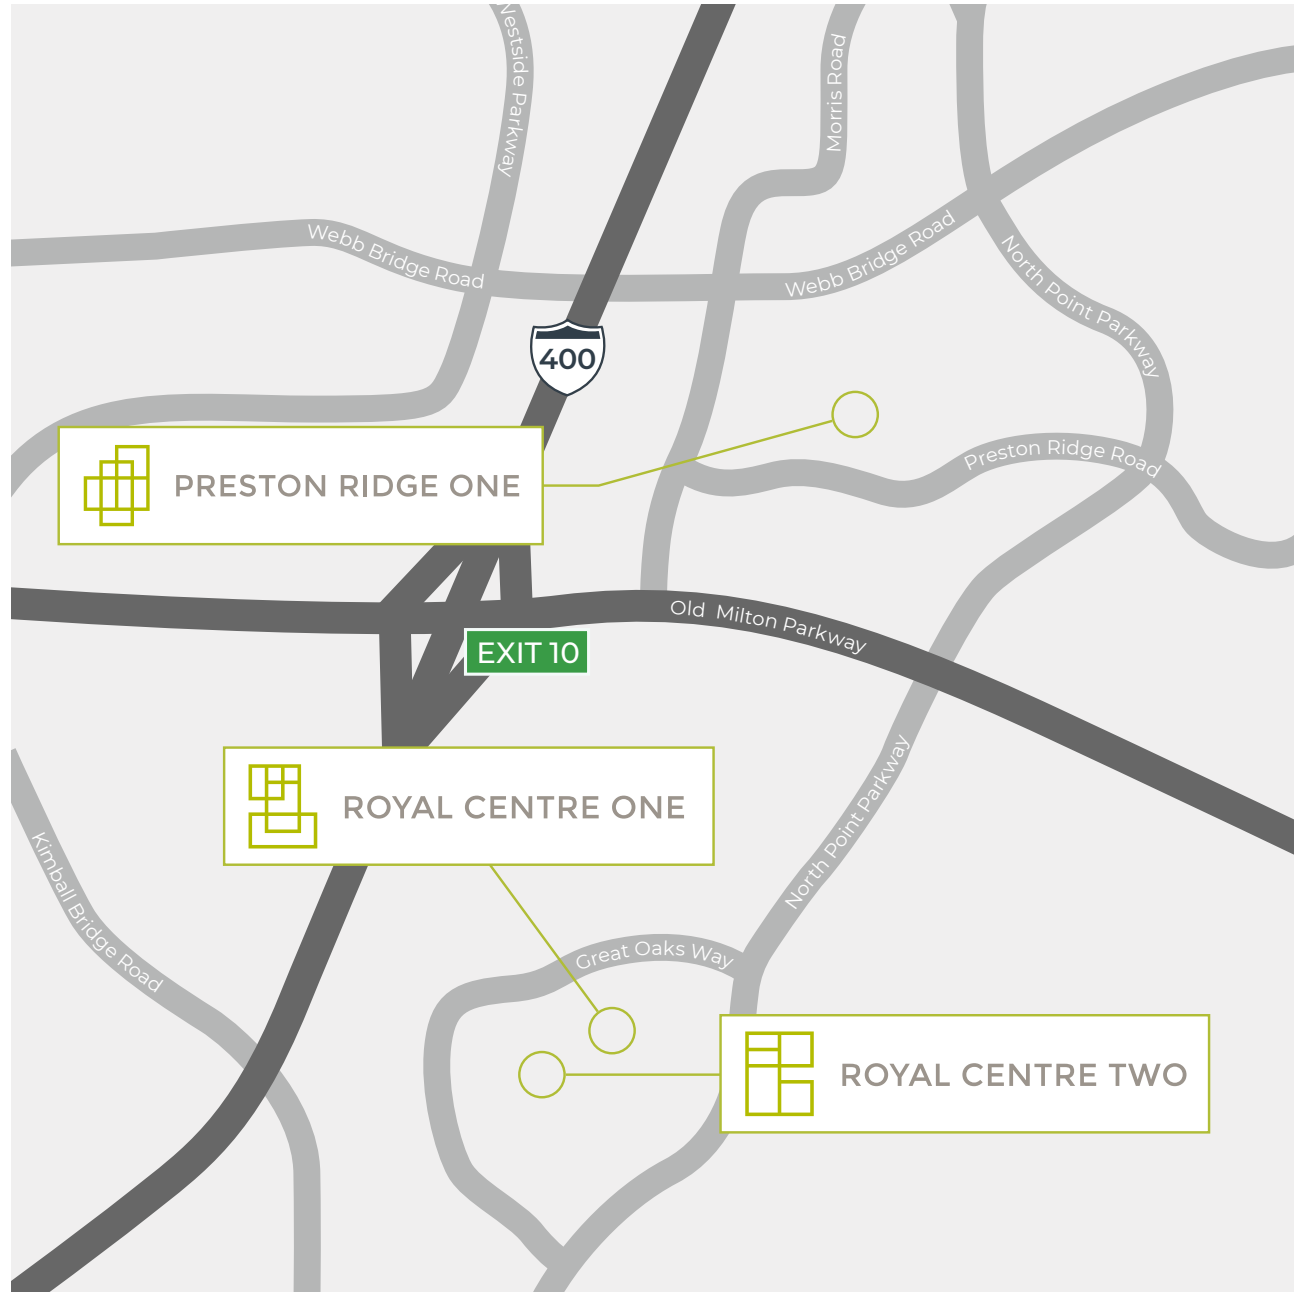 Westside Parkway
Morris Road
Webb Bridge Road
Webb Bridge Road
North Point Parkway
400
Preston Ridge Road
PRESTON RIDGE ONE
Old Milton Parkway
EXIT 10
North Point Parkway
ROYAL CENTRE ONE
Kimball Bridge Road
Great Oaks Way
ROYAL CENTRE TWO